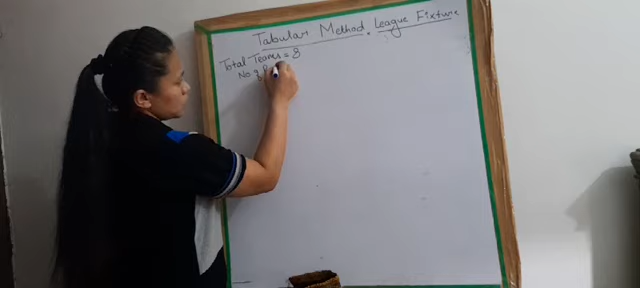 Tabular Method. League Fixture
Total Teams = 8
No of